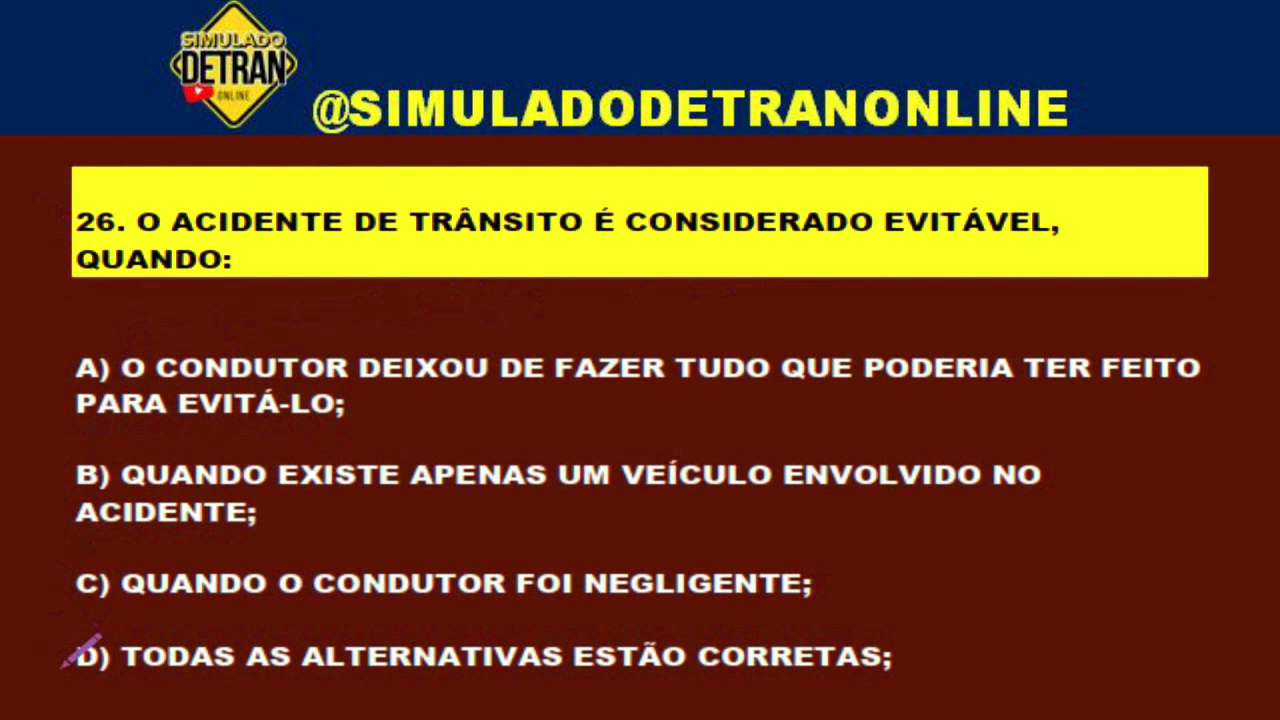 SIMULADO
DETRAN
ONLINE
@SIMULADODETRANONLINE
26. O ACIDENTE DE TRÂNSITO É CONSIDERADO EVITÁVEL,
QUANDO:
A) O CONDUTOR DEIXOU DE FAZER TUDO QUE PODERIA TER FEITO
PARA EVITÁ-LO;
B) QUANDO EXISTE APENAS UM VEÍCULO ENVOLVIDO NO
ACIDENTE;
C) QUANDO O CONDUTOR FOI NEGLIGENTE;
D) TODAS AS ALTERNATIVAS ESTÃO CORRETAS;